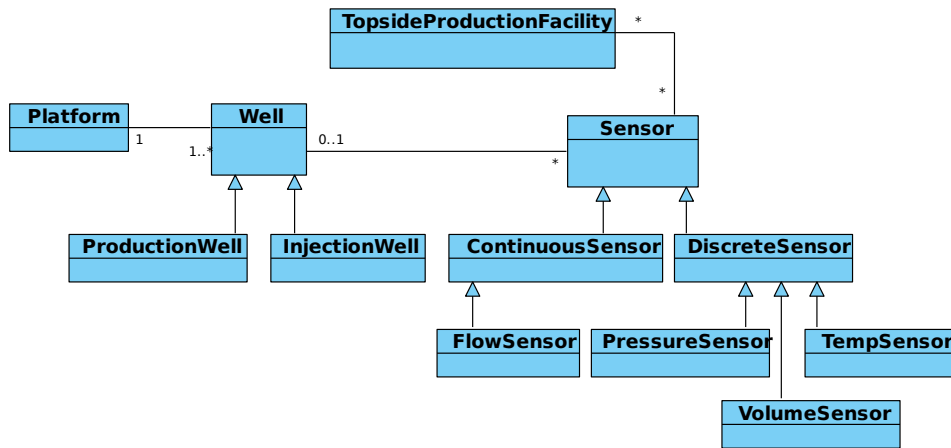 TopsideProductionFacility
*
*
Platform
Well
Sensor
1
1..*
0..1
*
ProductionWell
InjectionWell
ContinuousSensor
DiscreteSensor
FlowSensor
PressureSensor
TempSensor
VolumeSensor